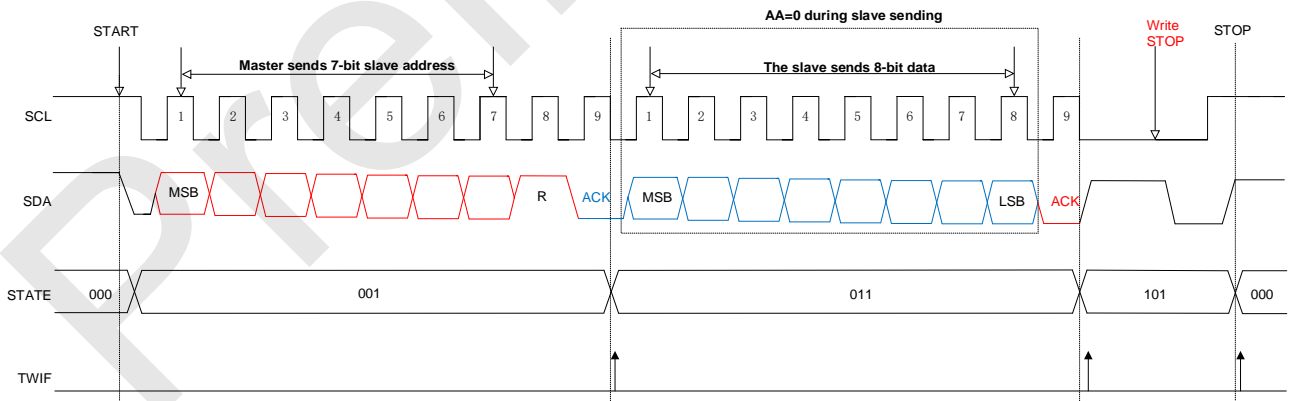 AA=0 during slave sending
START
Write
STOP
STOP
Master sends 7-bit slave address
The slave sends 8-bit data
SCL
1 2 3 4 5 6 7 8 9 1 2 3 4 5 6 7 8 9
SDA
MSB R ACK MSB LSB ACK
STATE 000 001 011 101 000
TWIF